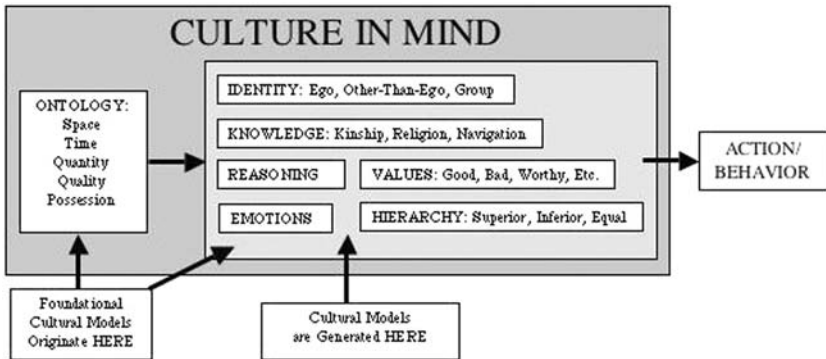 CULTURE IN MIND
ONTOLOGY:
Space
Time
Quantity
Quality
Possession
IDENTITY: Ego, Other-Than-Ego, Group
KNOWLEDGE: Kinship, Religion, Navigation
REASONING
VALUES: Good, Bad, Worthy, Etc.
EMOTIONS
HIERARCHY: Superior, Inferior, Equal
ACTION/
BEHAVIOR
Foundational
Cultural Models
Originate HERE
Cultural Models
are Generated HERE